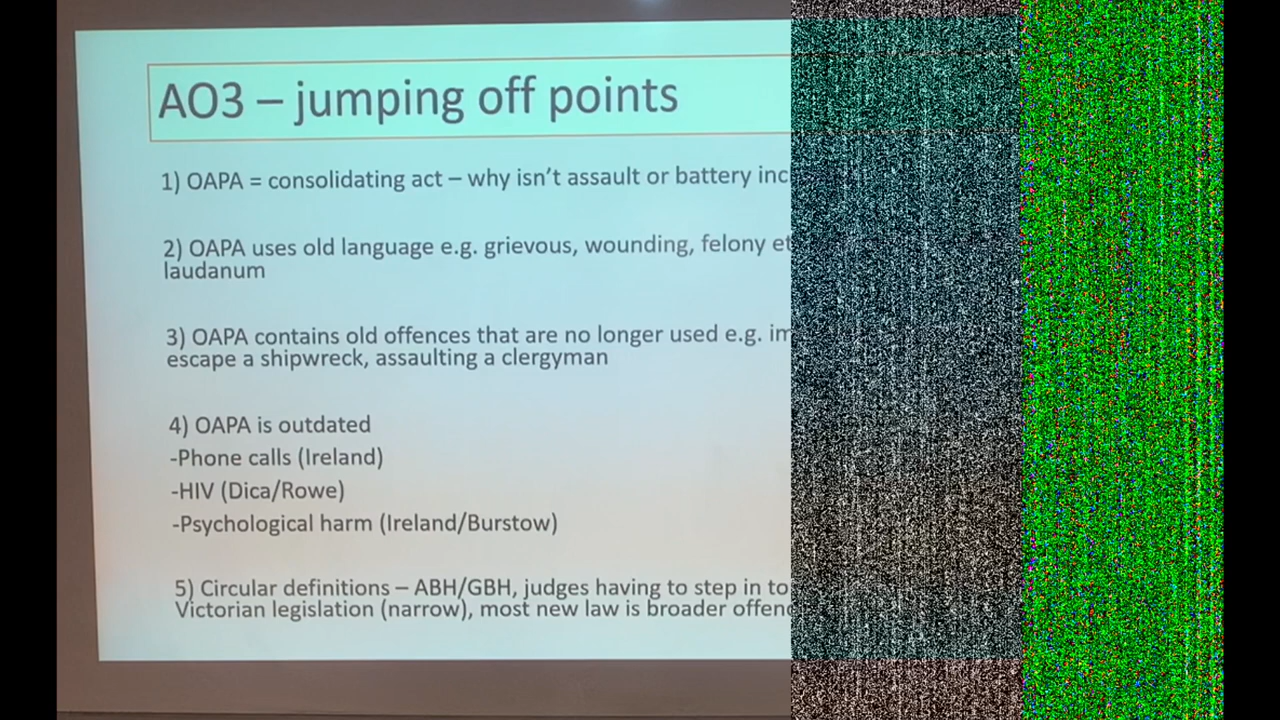 AO3 – jumping off points
1) OAPA = consolidating act – why isn't assault or battery
2) OAPA uses old language e.g. grievous, wounding, felony
laudanum
3) OAPA contains old offences that are no longer used e.g.
escape a shipwreck, assaulting a clergyman
4) OAPA is outdated
-Phone calls (Ireland)
-HIV (Dica/Rowe)
-Psychological harm (Ireland/Burstow)
5) Circular definitions – ABH/GBH, judges having to step in to
Victorian legislation (narrow), most new law is broader